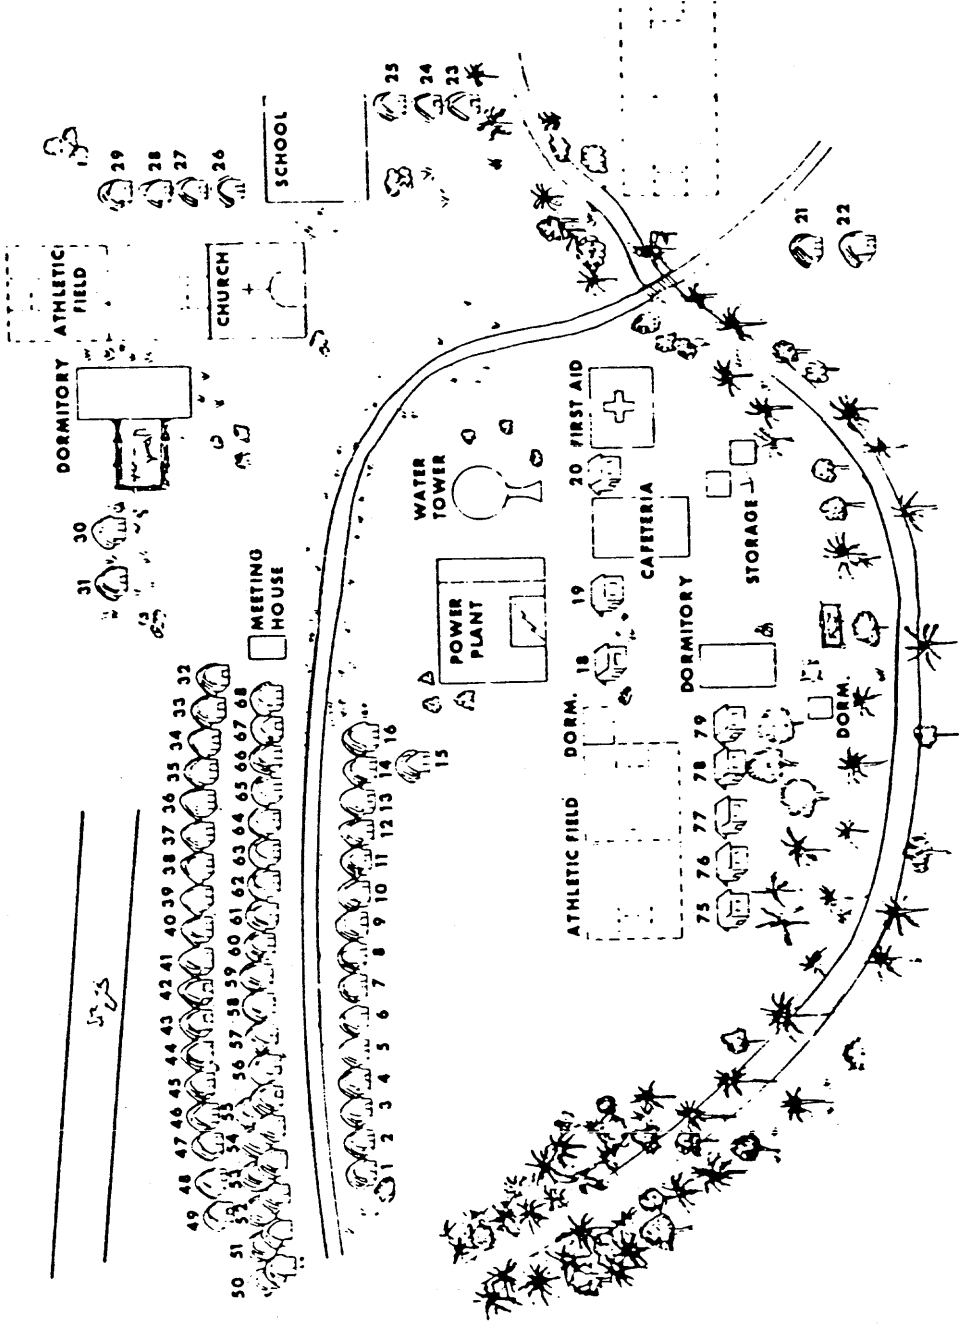 DORMITORY
ATHLETIC
FIELD
31 30
29
28
27
26
49 48 47 46 45 44 43 42 41 40 39 38 37 36 35 34 33 32
50 51 52 53 54 55 56 57 58 59 60 61 62 63 64 65 66 67 68
MEETING
HOUSE
CHURCH
SCHOOL
1 2 3 4 5 6 7 8 9 10 11 12 13 14 16
15
25
24
23
WATER
TOWER
POWER
PLANT
ATHLETIC FIELD
DORM.
18 19 20
FIRST AID
CAFETERIA
DORMITORY
75 76 77 78 79
STORAGE
DORM.
21
22